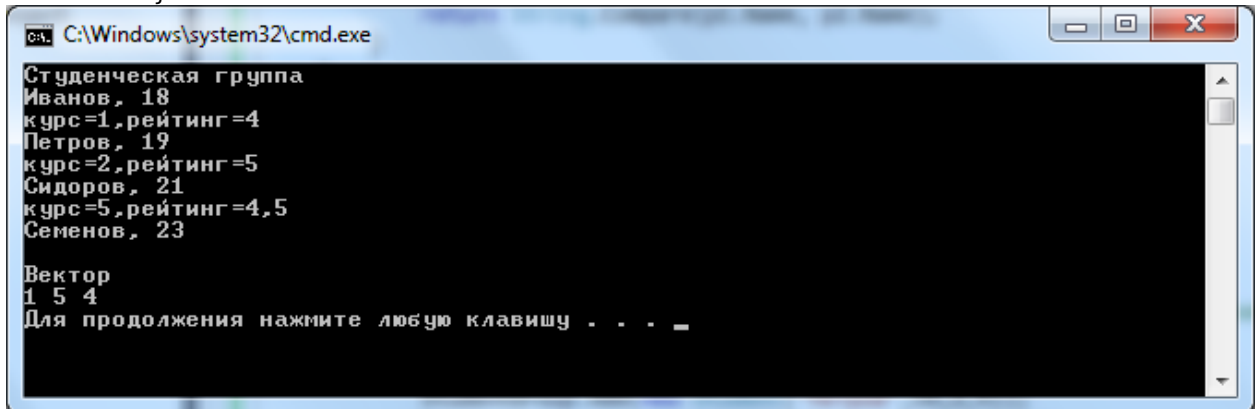 C:\Windows\system32\cmd.exe
Студенческая группа
Иванов, 18
курс=1,рейтинг=4
Петров, 19
курс=2,рейтинг=5
Сидоров, 21
курс=5,рейтинг=4,5
Семенов, 23
Вектор
1 5 4
Для продолжения нажмите любую клавишу . . . _